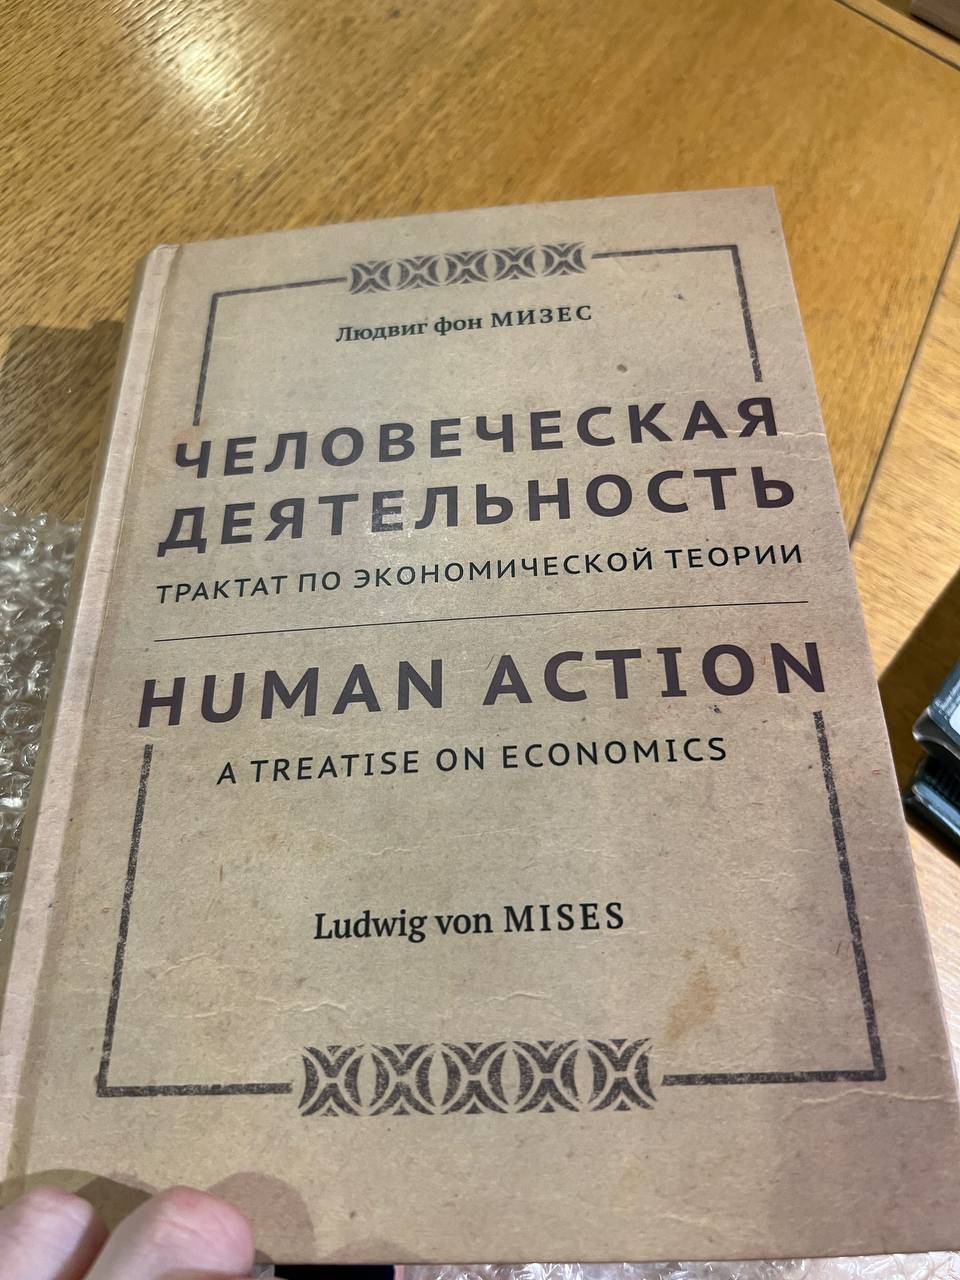 Людвиг фон МИЗЕС
ЧЕЛОВЕЧЕСКАЯ
ДЕЯТЕЛЬНОСТЬ
ТРАКТАТ ПО ЭКОНОМИЧЕСКОЙ ТЕОРИИ
HUMAN ACTION
A TREATISE ON ECONOMICS
Ludwig von MISES